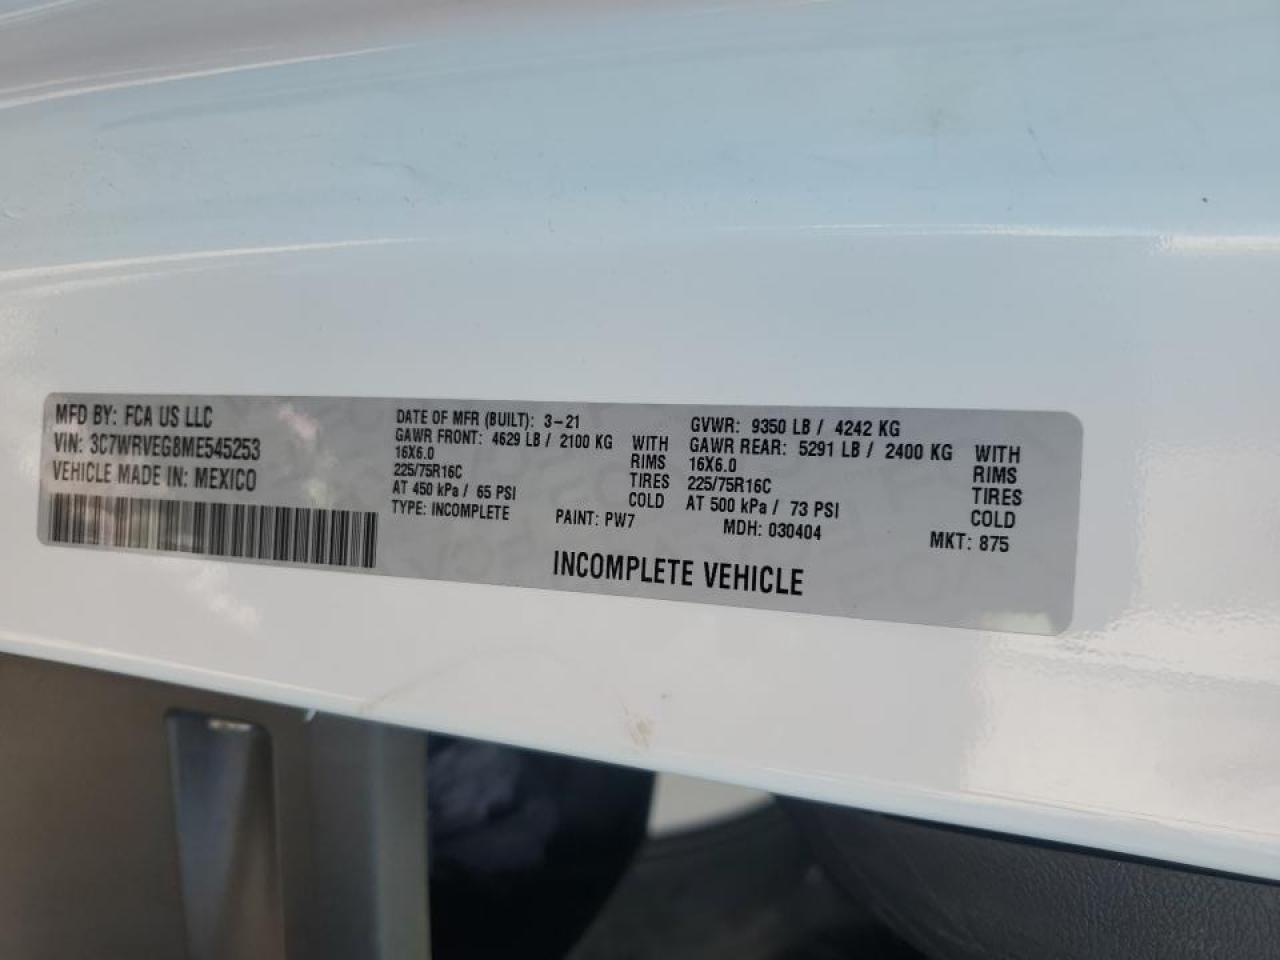 MFD BY: FCA US LLC
VIN: 3C7WRVEG8ME545253
VEHICLE MADE IN: MEXICO
DATE OF MFR (BUILT): 3-21
GAWR FRONT: 4629 LB / 2100 KG WITH
16X6.0 RIMS
225/75R16C TIRES
AT 450 kPa / 65 PSI COLD
TYPE: INCOMPLETE
PAINT: PW7
GVWR: 9350 LB / 4242 KG
GAWR REAR: 5291 LB / 2400 KG WITH
16X6.0 RIMS
225/75R16C TIRES
AT 500 kPa / 73 PSI COLD
MDH: 030404
MKT: 875
INCOMPLETE VEHICLE